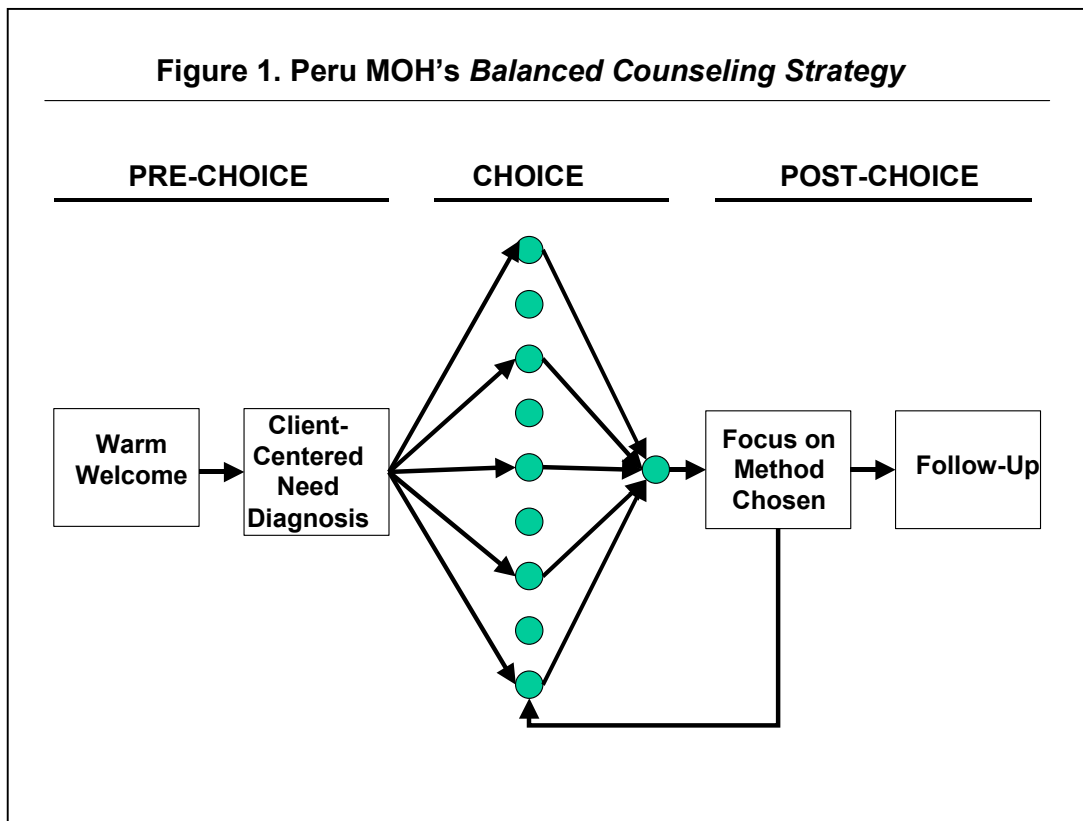 Figure 1. Peru MOH's Balanced Counseling Strategy
PRE-CHOICE
CHOICE
POST-CHOICE
Warm
Welcome
Client-
Centered
Need
Diagnosis
Focus on
Method
Chosen
Follow-Up